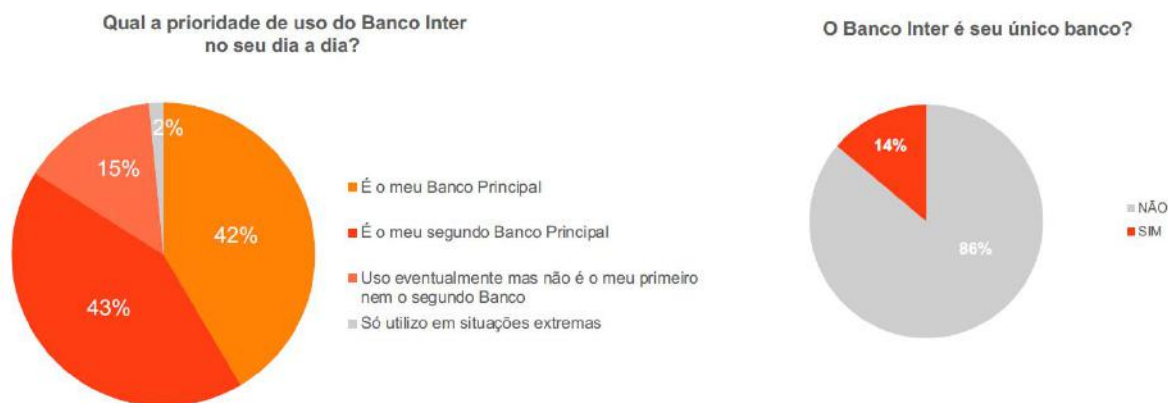 Qual a prioridade de uso do Banco Inter
no seu dia a dia?
2%
15%
42%
43%
É o meu Banco Principal
É o meu segundo Banco Principal
Uso eventualmente mas não é o meu primeiro
nem o segundo Banco
Só utilizo em situações extremas
O Banco Inter é seu único banco?
14%
86%
NÃO
SIM